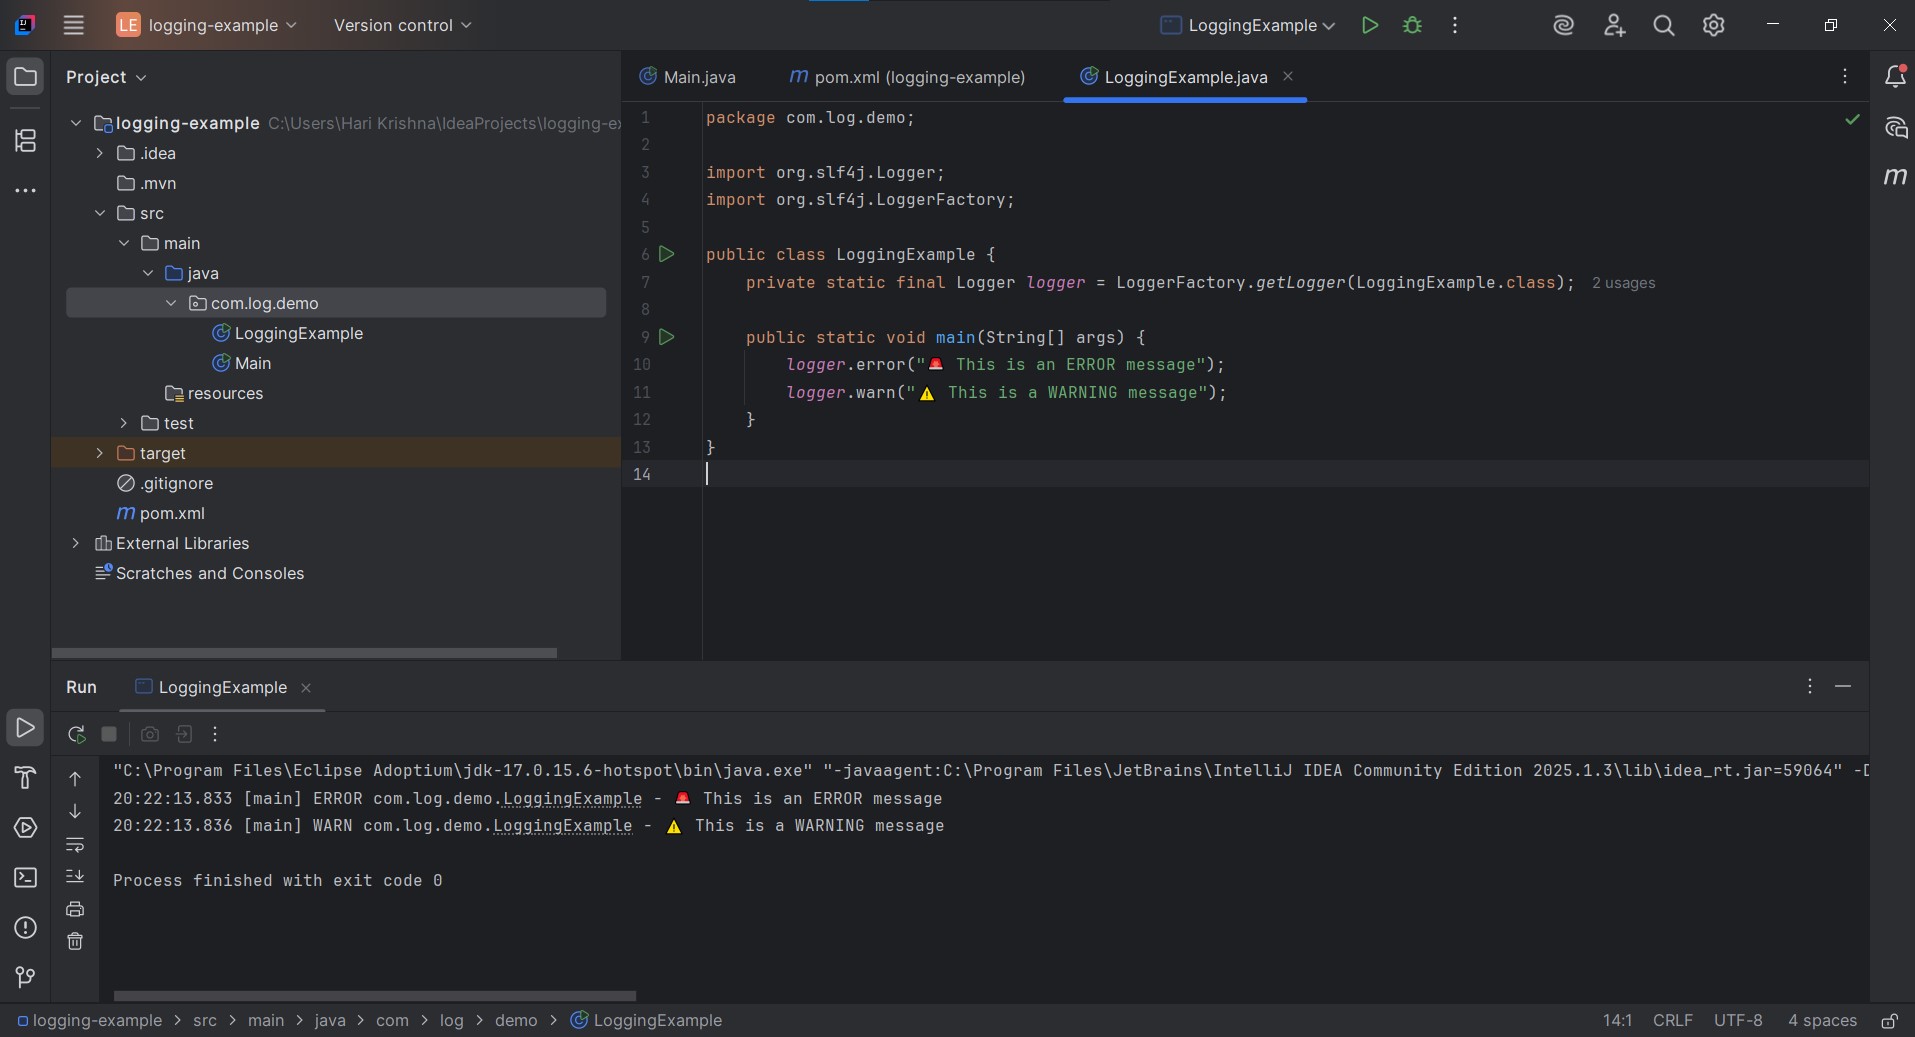 LE logging-example Version control LoggingExample
Project
Main.java m pom.xml (logging-example) LoggingExample.java
logging-example C:\Users\Hari Krishna\IdeaProjects\logging-ex
.idea
.mvn
src
main
java
com.log.demo
LoggingExample
Main
resources
test
target
.gitignore
m pom.xml
External Libraries
Scratches and Consoles
1 package com.log.demo;
2
3 import org.slf4j.Logger;
4 import org.slf4j.LoggerFactory;
5
6 public class LoggingExample {
7 private static final Logger logger = LoggerFactory.getLogger(LoggingExample.class); 2 usages
8
9 public static void main(String[] args) {
10 logger.error("🚨 This is an ERROR message");
11 logger.warn("⚠️ This is a WARNING message");
12 }
13 }
14
m
Run LoggingExample
"C:\Program Files\Eclipse Adoptium\jdk-17.0.15.6-hotspot\bin\java.exe" "-javaagent:C:\Program Files\JetBrains\IntelliJ IDEA Community Edition 2025.1.3\lib\idea_rt.jar=59064" -D
20:22:13.833 [main] ERROR com.log.demo.LoggingExample - 🚨 This is an ERROR message
20:22:13.836 [main] WARN com.log.demo.LoggingExample - ⚠️ This is a WARNING message
Process finished with exit code 0
logging-example > src > main > java > com > log > demo > LoggingExample 14:1 CRLF UTF-8 4 spaces